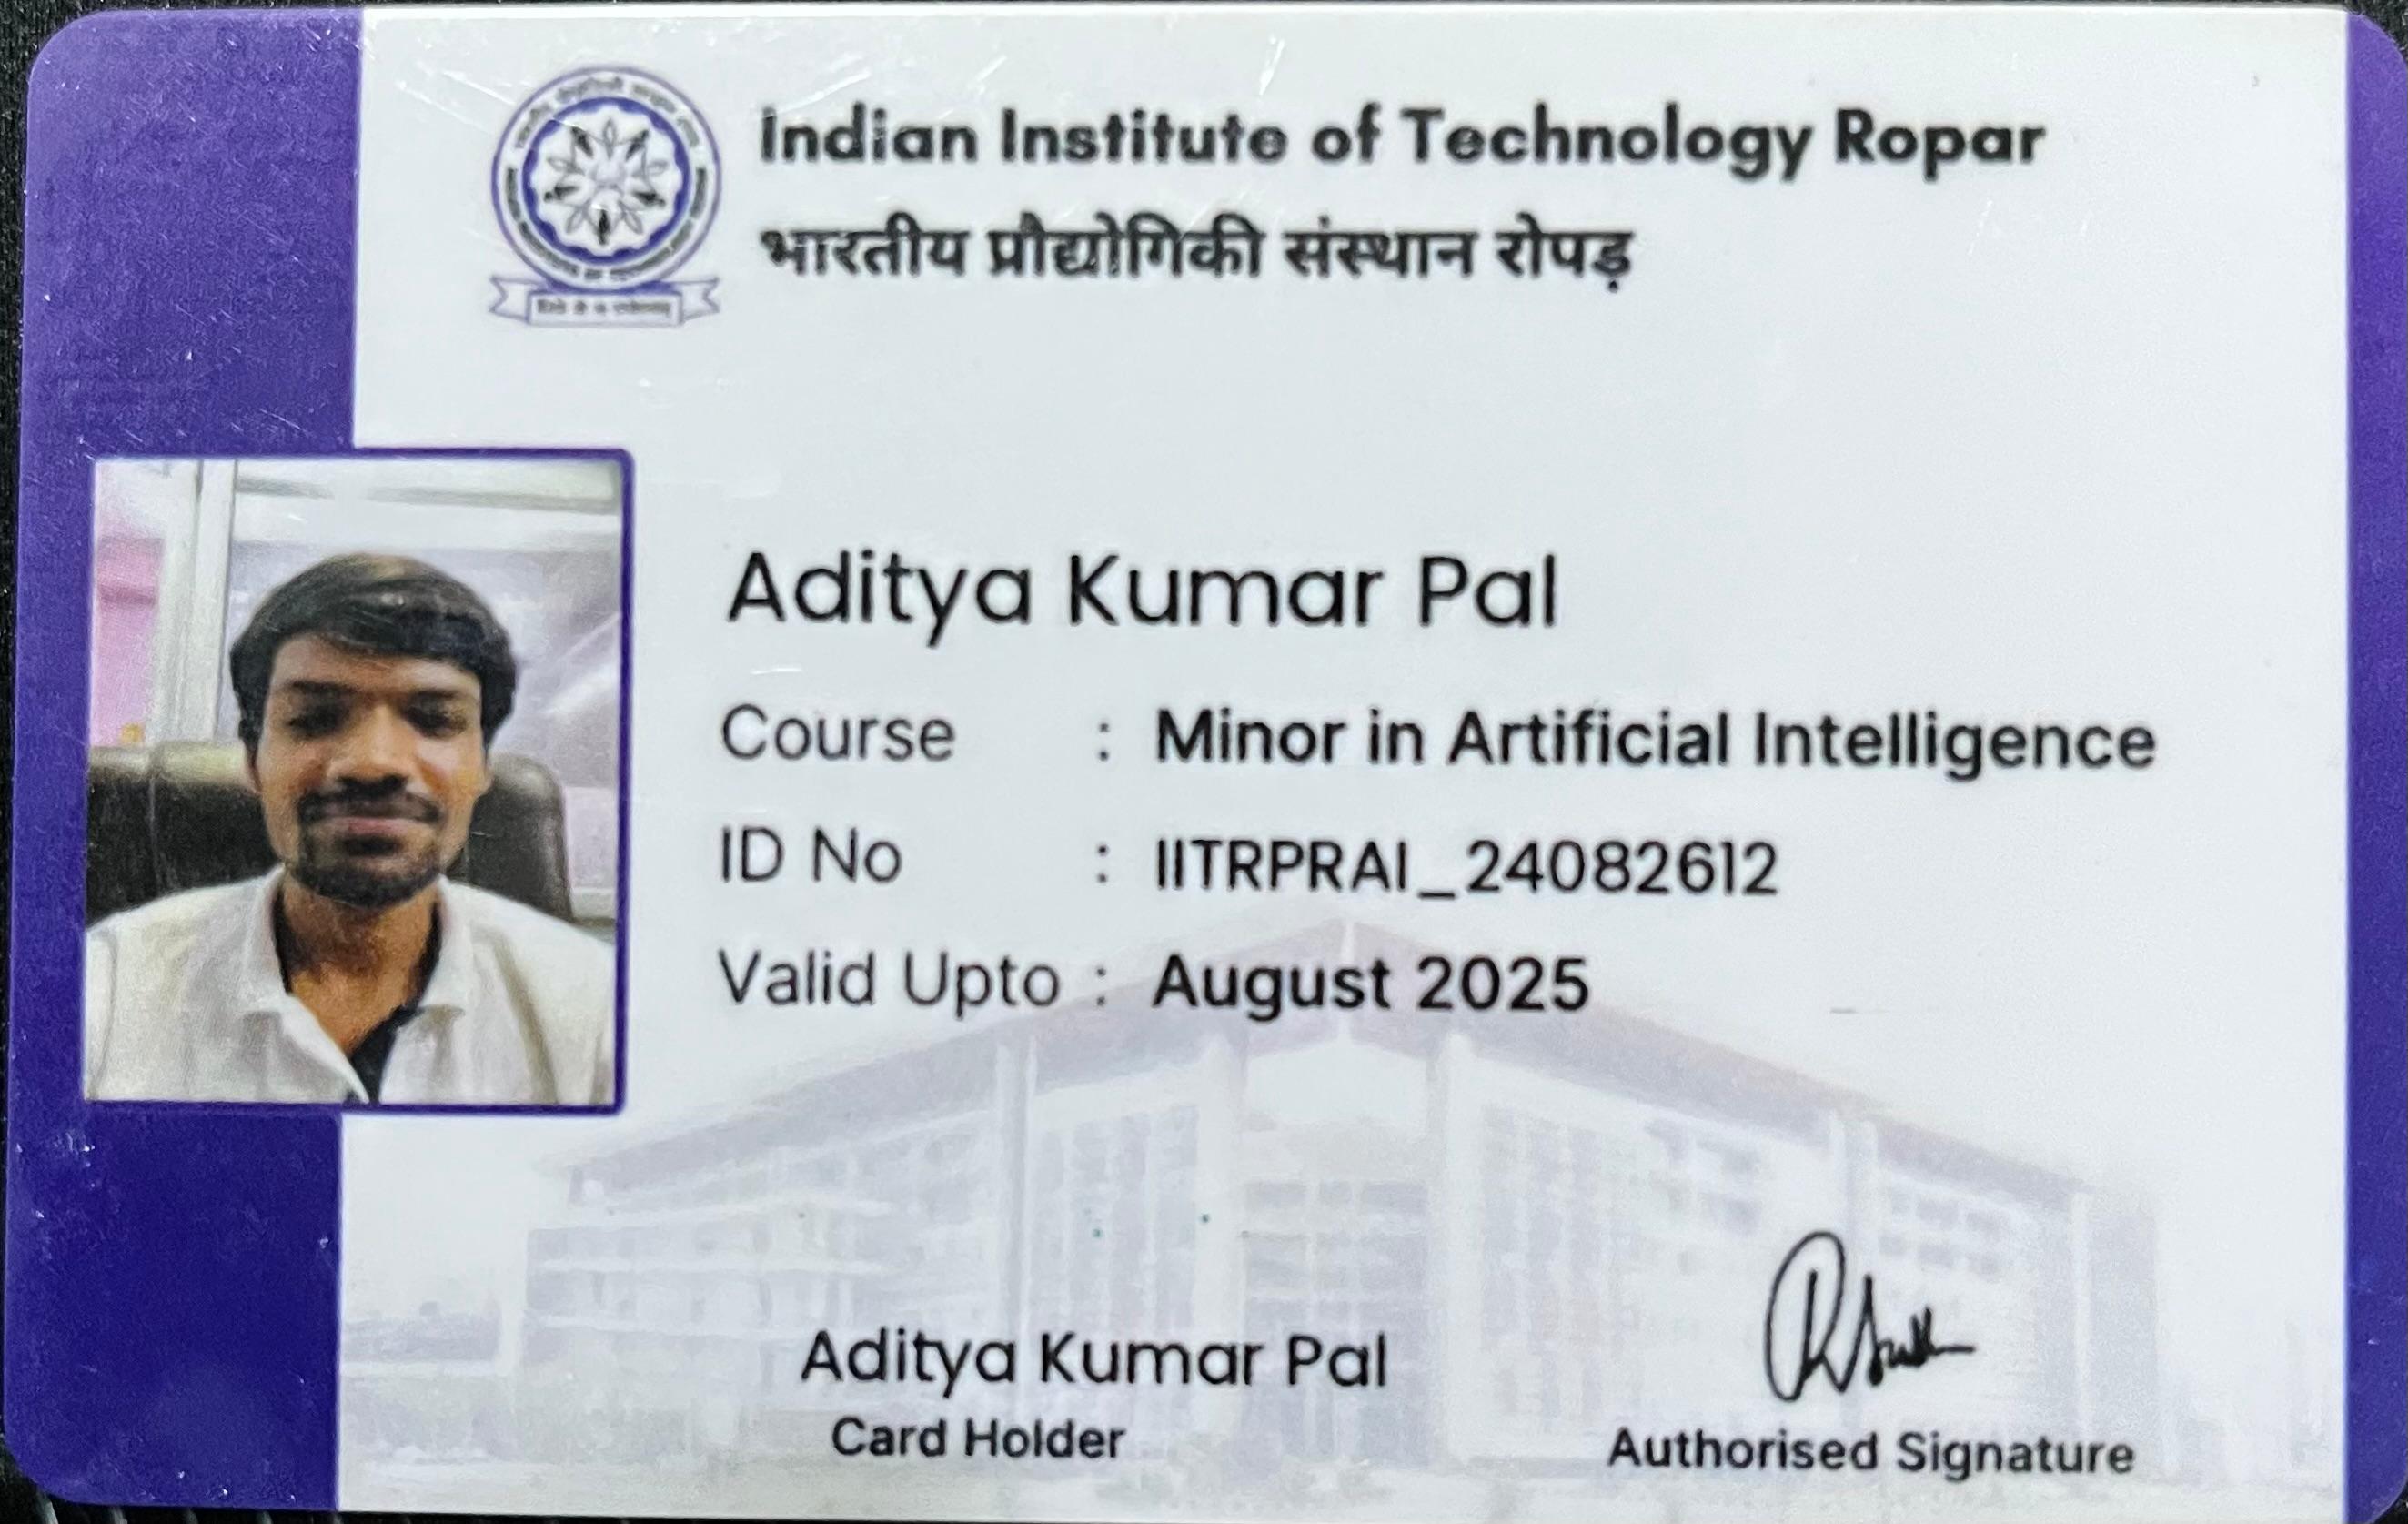 Indian Institute of Technology Ropar
भारतीय प्रौद्योगिकी संस्थान रोपड़
Aditya Kumar Pal
Course : Minor in Artificial Intelligence
ID No : IITRPRAI_24082612
Valid Upto : August 2025
Aditya Kumar Pal
Card Holder
Authorised Signature